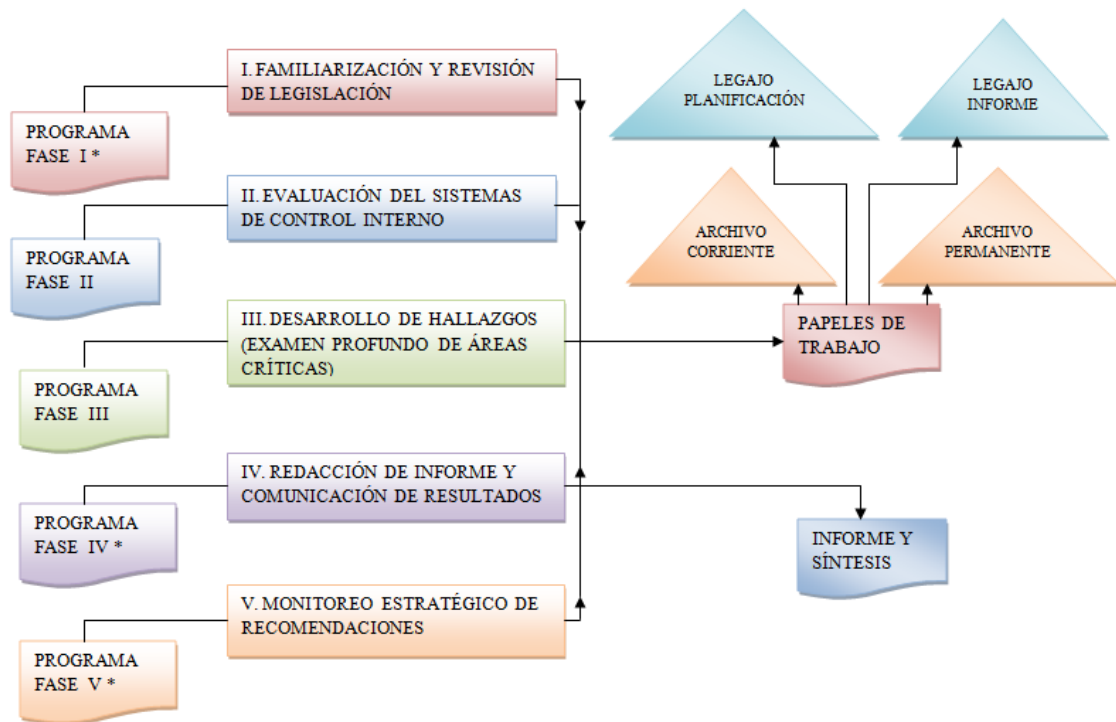 I. FAMILIARIZACIÓN Y REVISIÓN
DE LEGISLACIÓN
PROGRAMA
FASE I *
II. EVALUACIÓN DEL SISTEMAS
DE CONTROL INTERNO
PROGRAMA
FASE II
III. DESARROLLO DE HALLAZGOS
(EXAMEN PROFUNDO DE ÁREAS
CRÍTICAS)
PROGRAMA
FASE III
IV. REDACCIÓN DE INFORME Y
COMUNICACIÓN DE RESULTADOS
PROGRAMA
FASE IV *
V. MONITOREO ESTRATÉGICO DE
RECOMENDACIONES
PROGRAMA
FASE V *
LEGAJO
PLANIFICACIÓN
LEGAJO
INFORME
ARCHIVO
CORRIENTE
ARCHIVO
PERMANENTE
PAPELES DE
TRABAJO
INFORME Y
SÍNTESIS